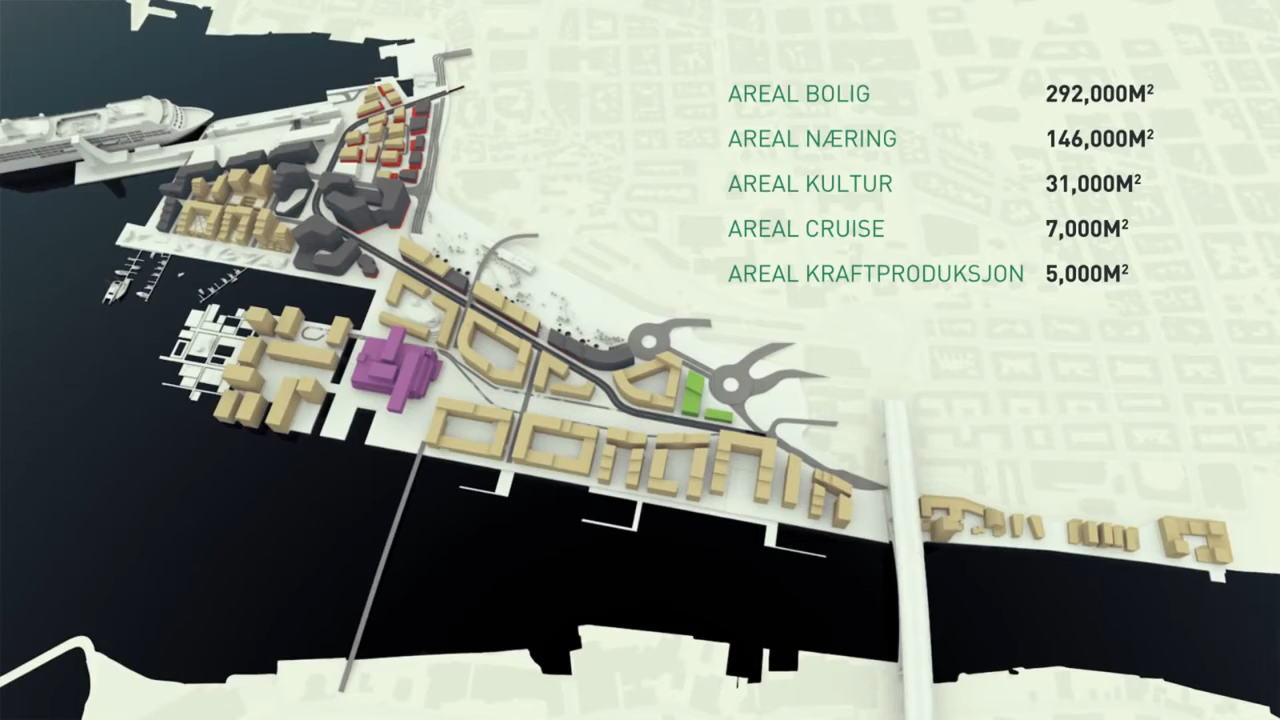 AREAL BOLIG 292,000M²
AREAL NÆRING 146,000M²
AREAL KULTUR 31,000M²
AREAL CRUISE 7,000M²
AREAL KRAFTPRODUKSJON 5,000M²